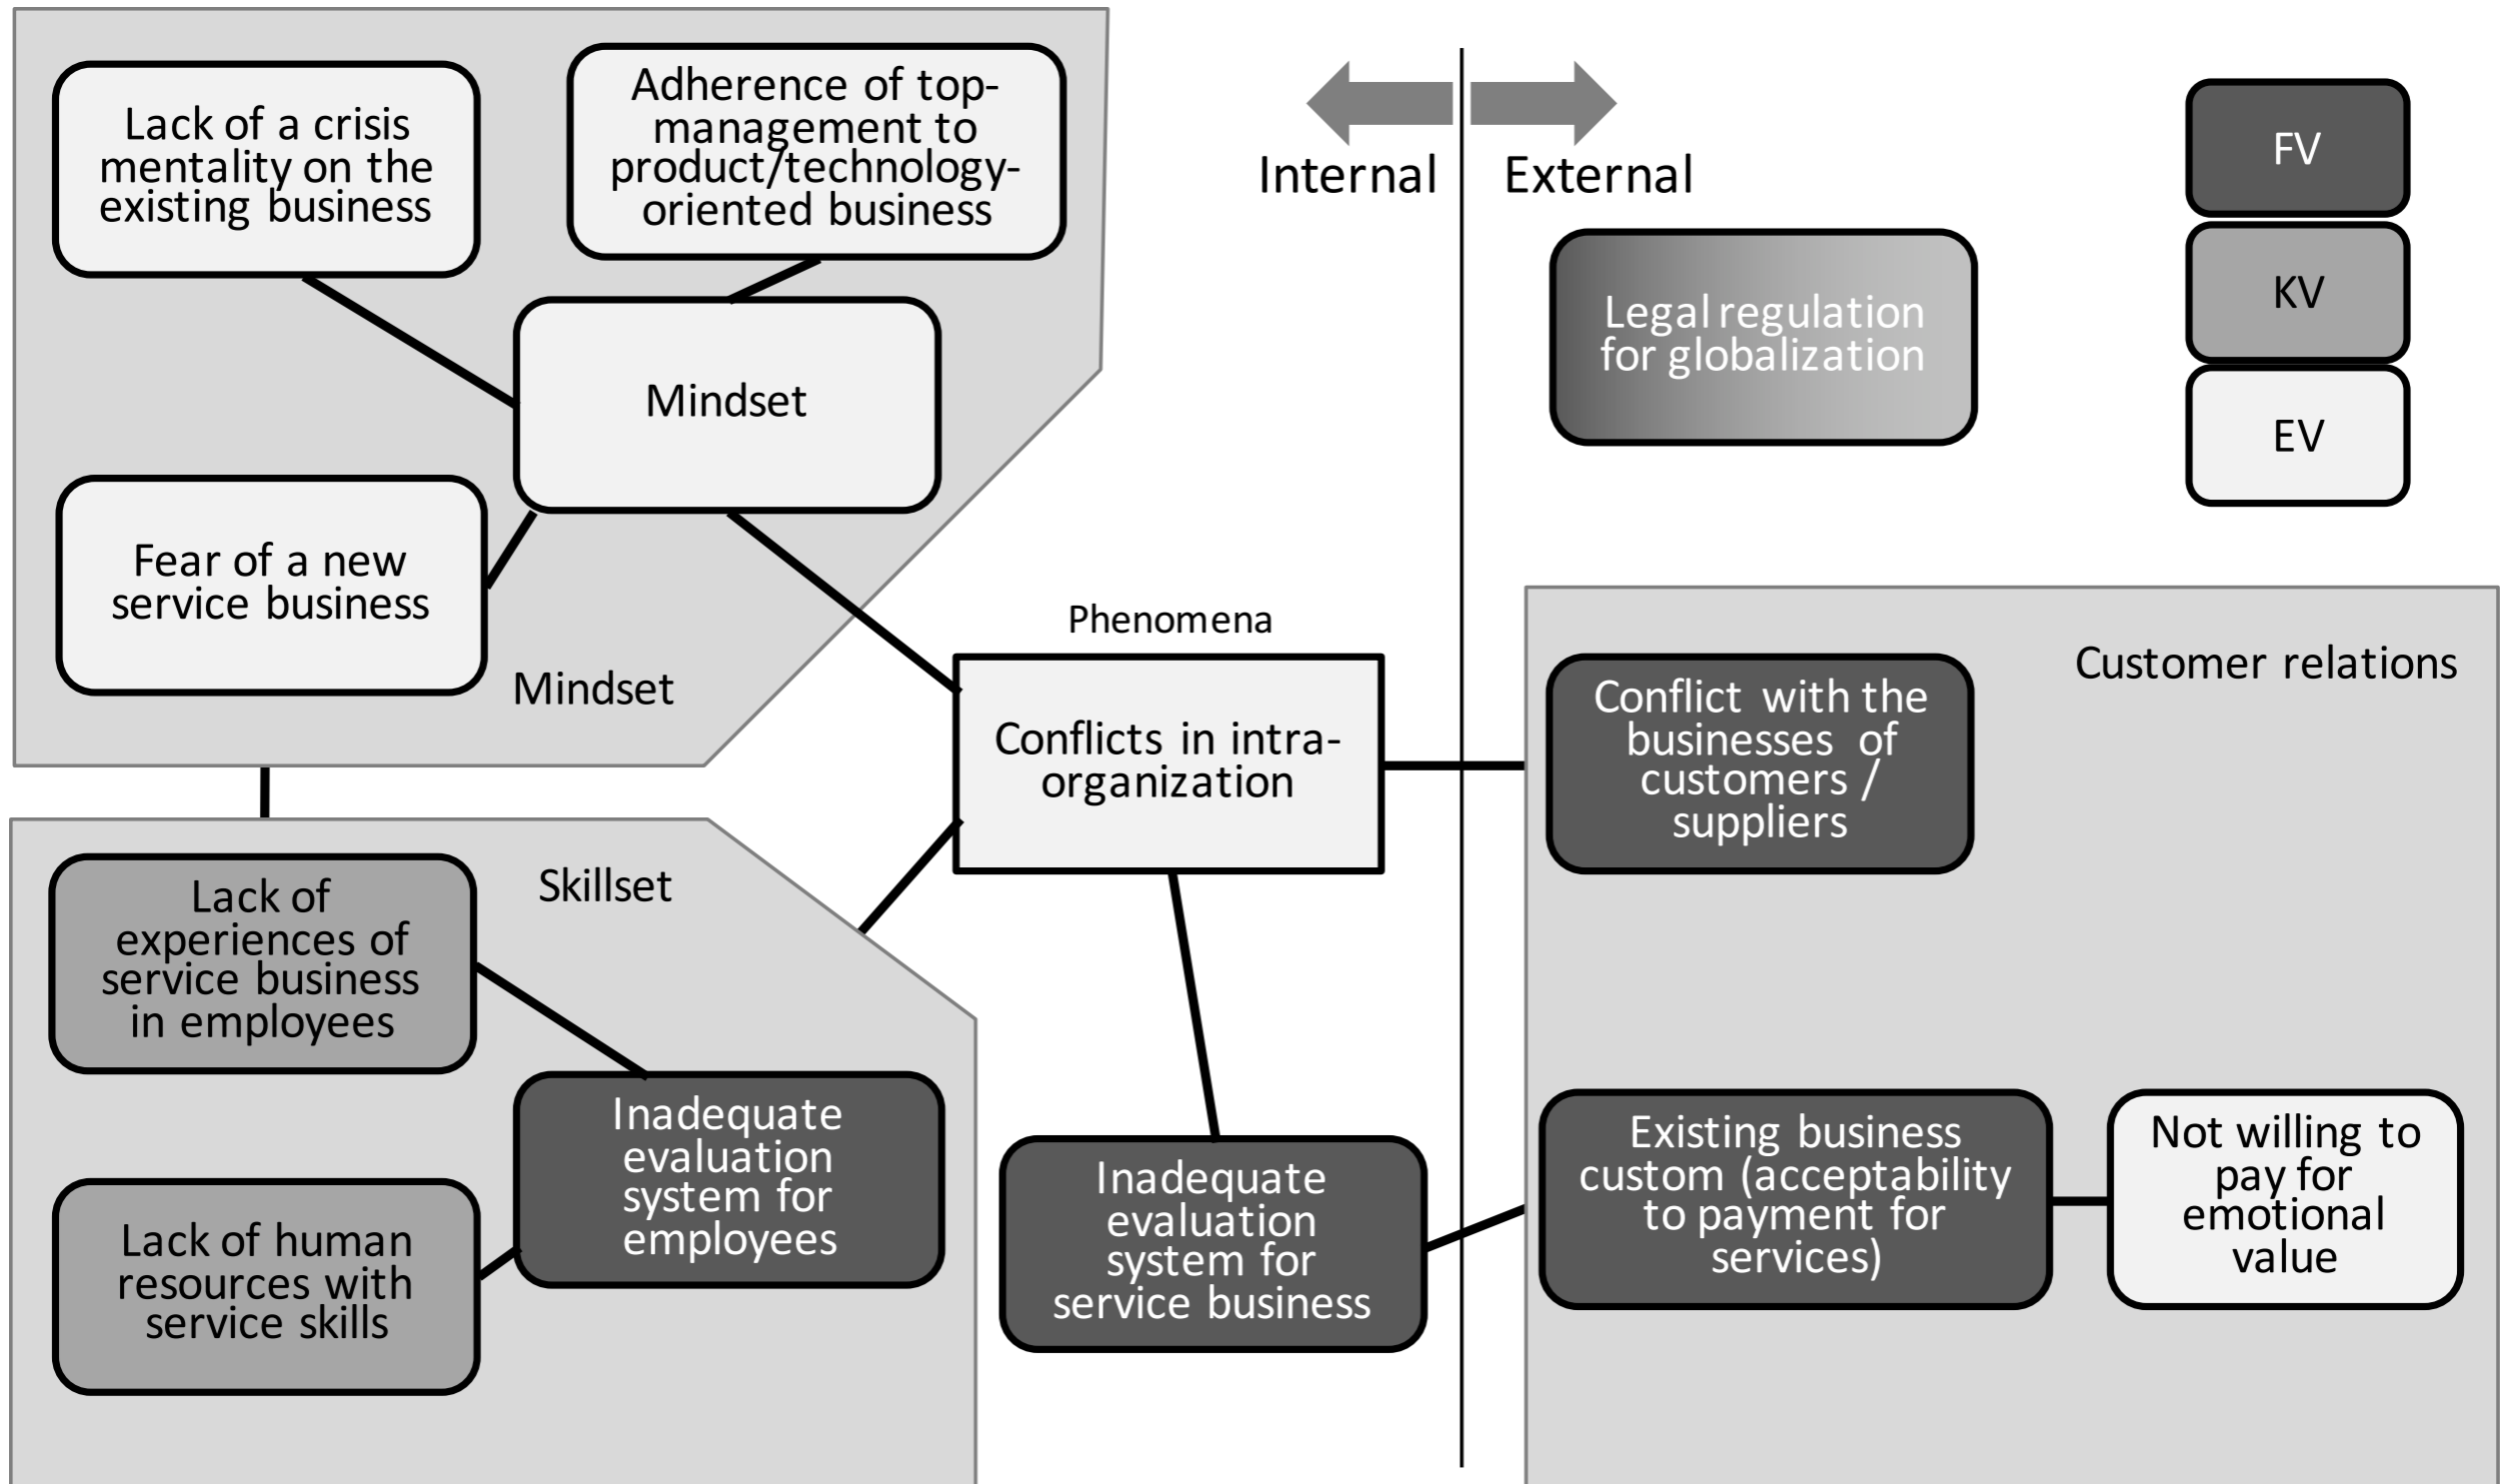 Lack of a crisis
mentality on the
existing business
Adherence of top-
management to
product/technology-
oriented business
Internal
External
FV
KV
EV
Legal regulation
for globalization
Mindset
Fear of a new
service business
Mindset
Phenomena
Conflicts in intra-
organization
Customer relations
Conflict with the
businesses of
customers /
suppliers
Skillset
Lack of
experiences of
service business
in employees
Inadequate
evaluation
system for
employees
Lack of human
resources with
service skills
Inadequate
evaluation
system for
service business
Existing business
custom (acceptability
to payment for
services)
Not willing to
pay for
emotional
value